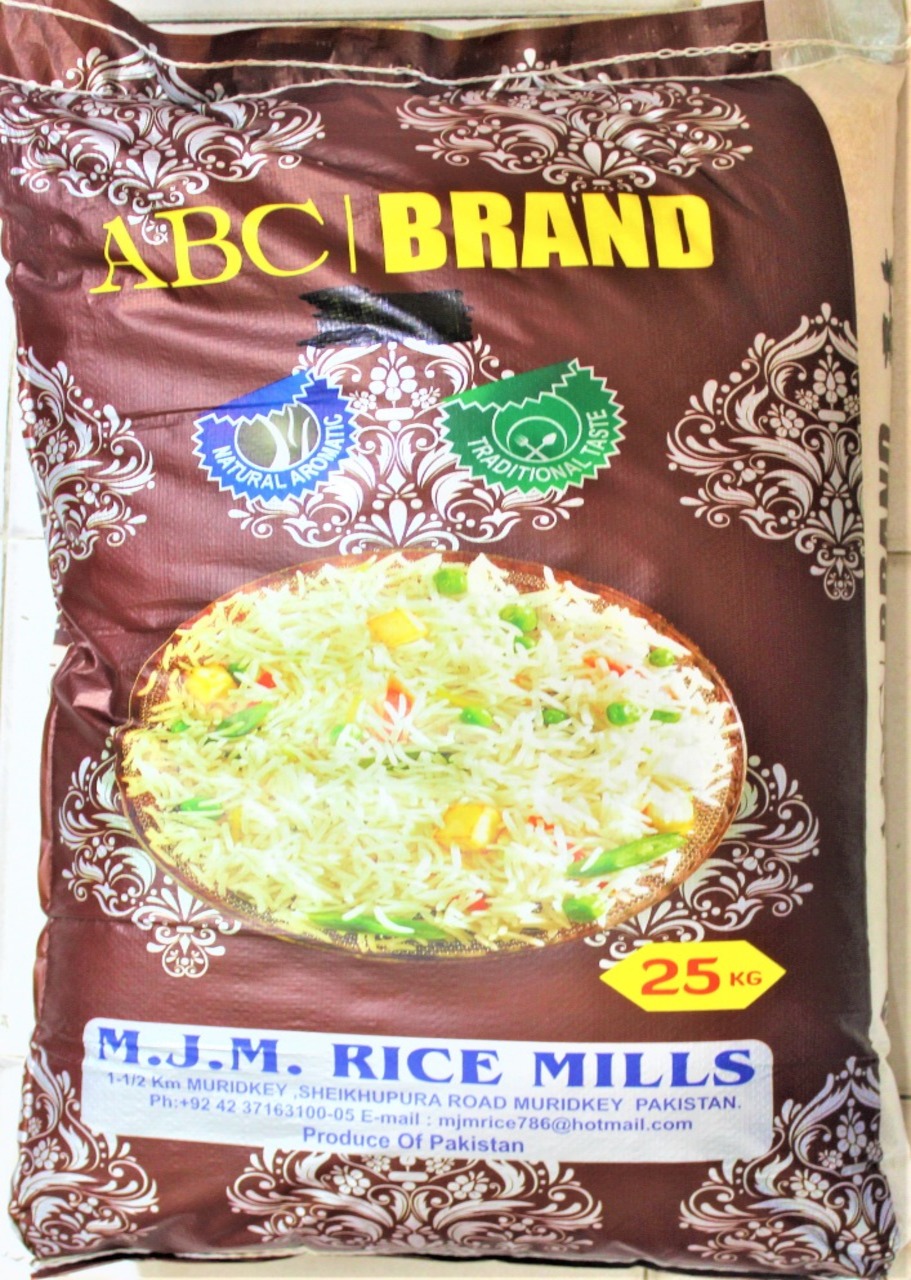 ABC | BRAND
NATURAL AROMATIC
TRADITIONAL TASTE
25 KG
M.J.M. RICE MILLS
1-1/2 Km MURIDKEY ,SHEIKHUPURA ROAD MURIDKEY PAKISTAN.
Ph:+92 42 37163100-05 E-mail : mjmrice786@hotmail.com
Produce Of Pakistan